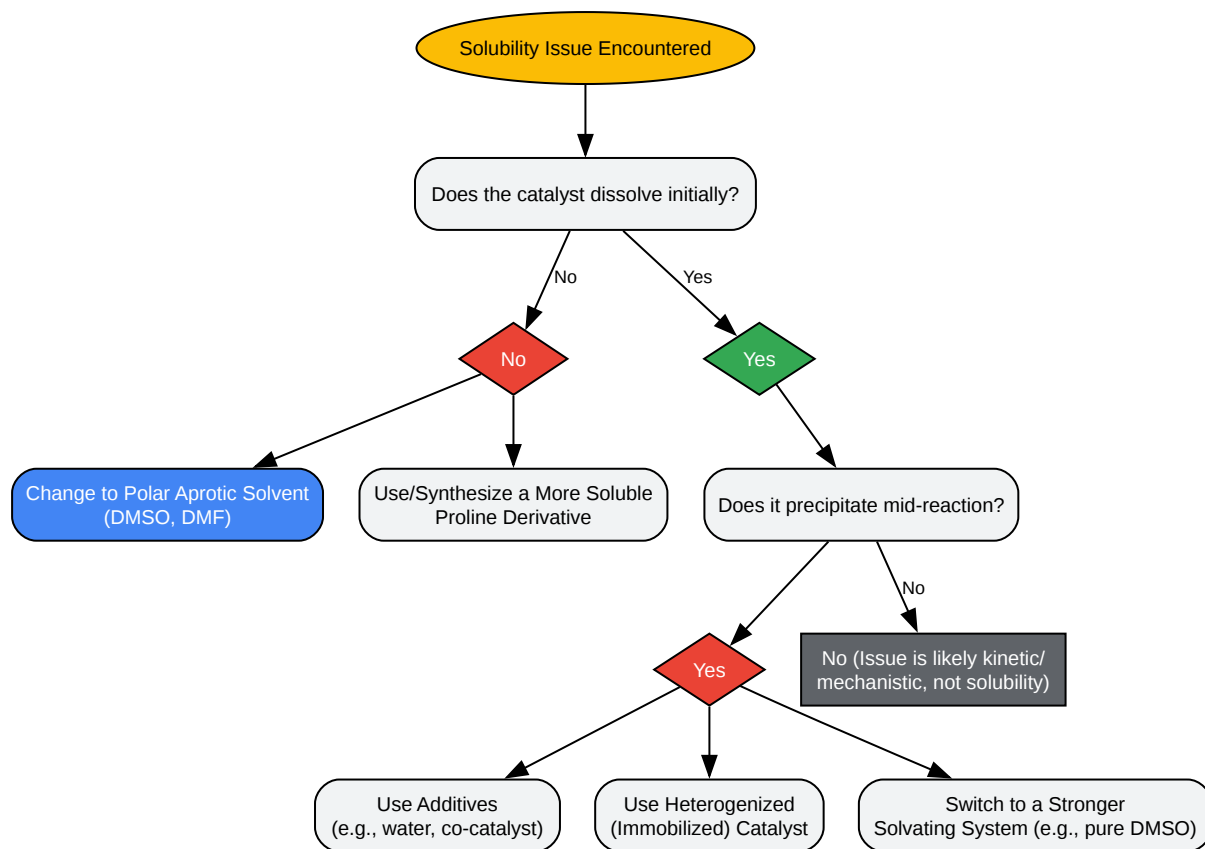 Solubility Issue Encountered
Does the catalyst dissolve initially?
No
Yes
No
Yes
Change to Polar Aprotic Solvent
(DMSO, DMF)
Use/Synthesize a More Soluble
Proline Derivative
Does it precipitate mid-reaction?
No
Yes
No (Issue is likely kinetic/
mechanistic, not solubility)
Use Additives
(e.g., water, co-catalyst)
Use Heterogenized
(Immobilized) Catalyst
Switch to a Stronger
Solvating System (e.g., pure DMSO)